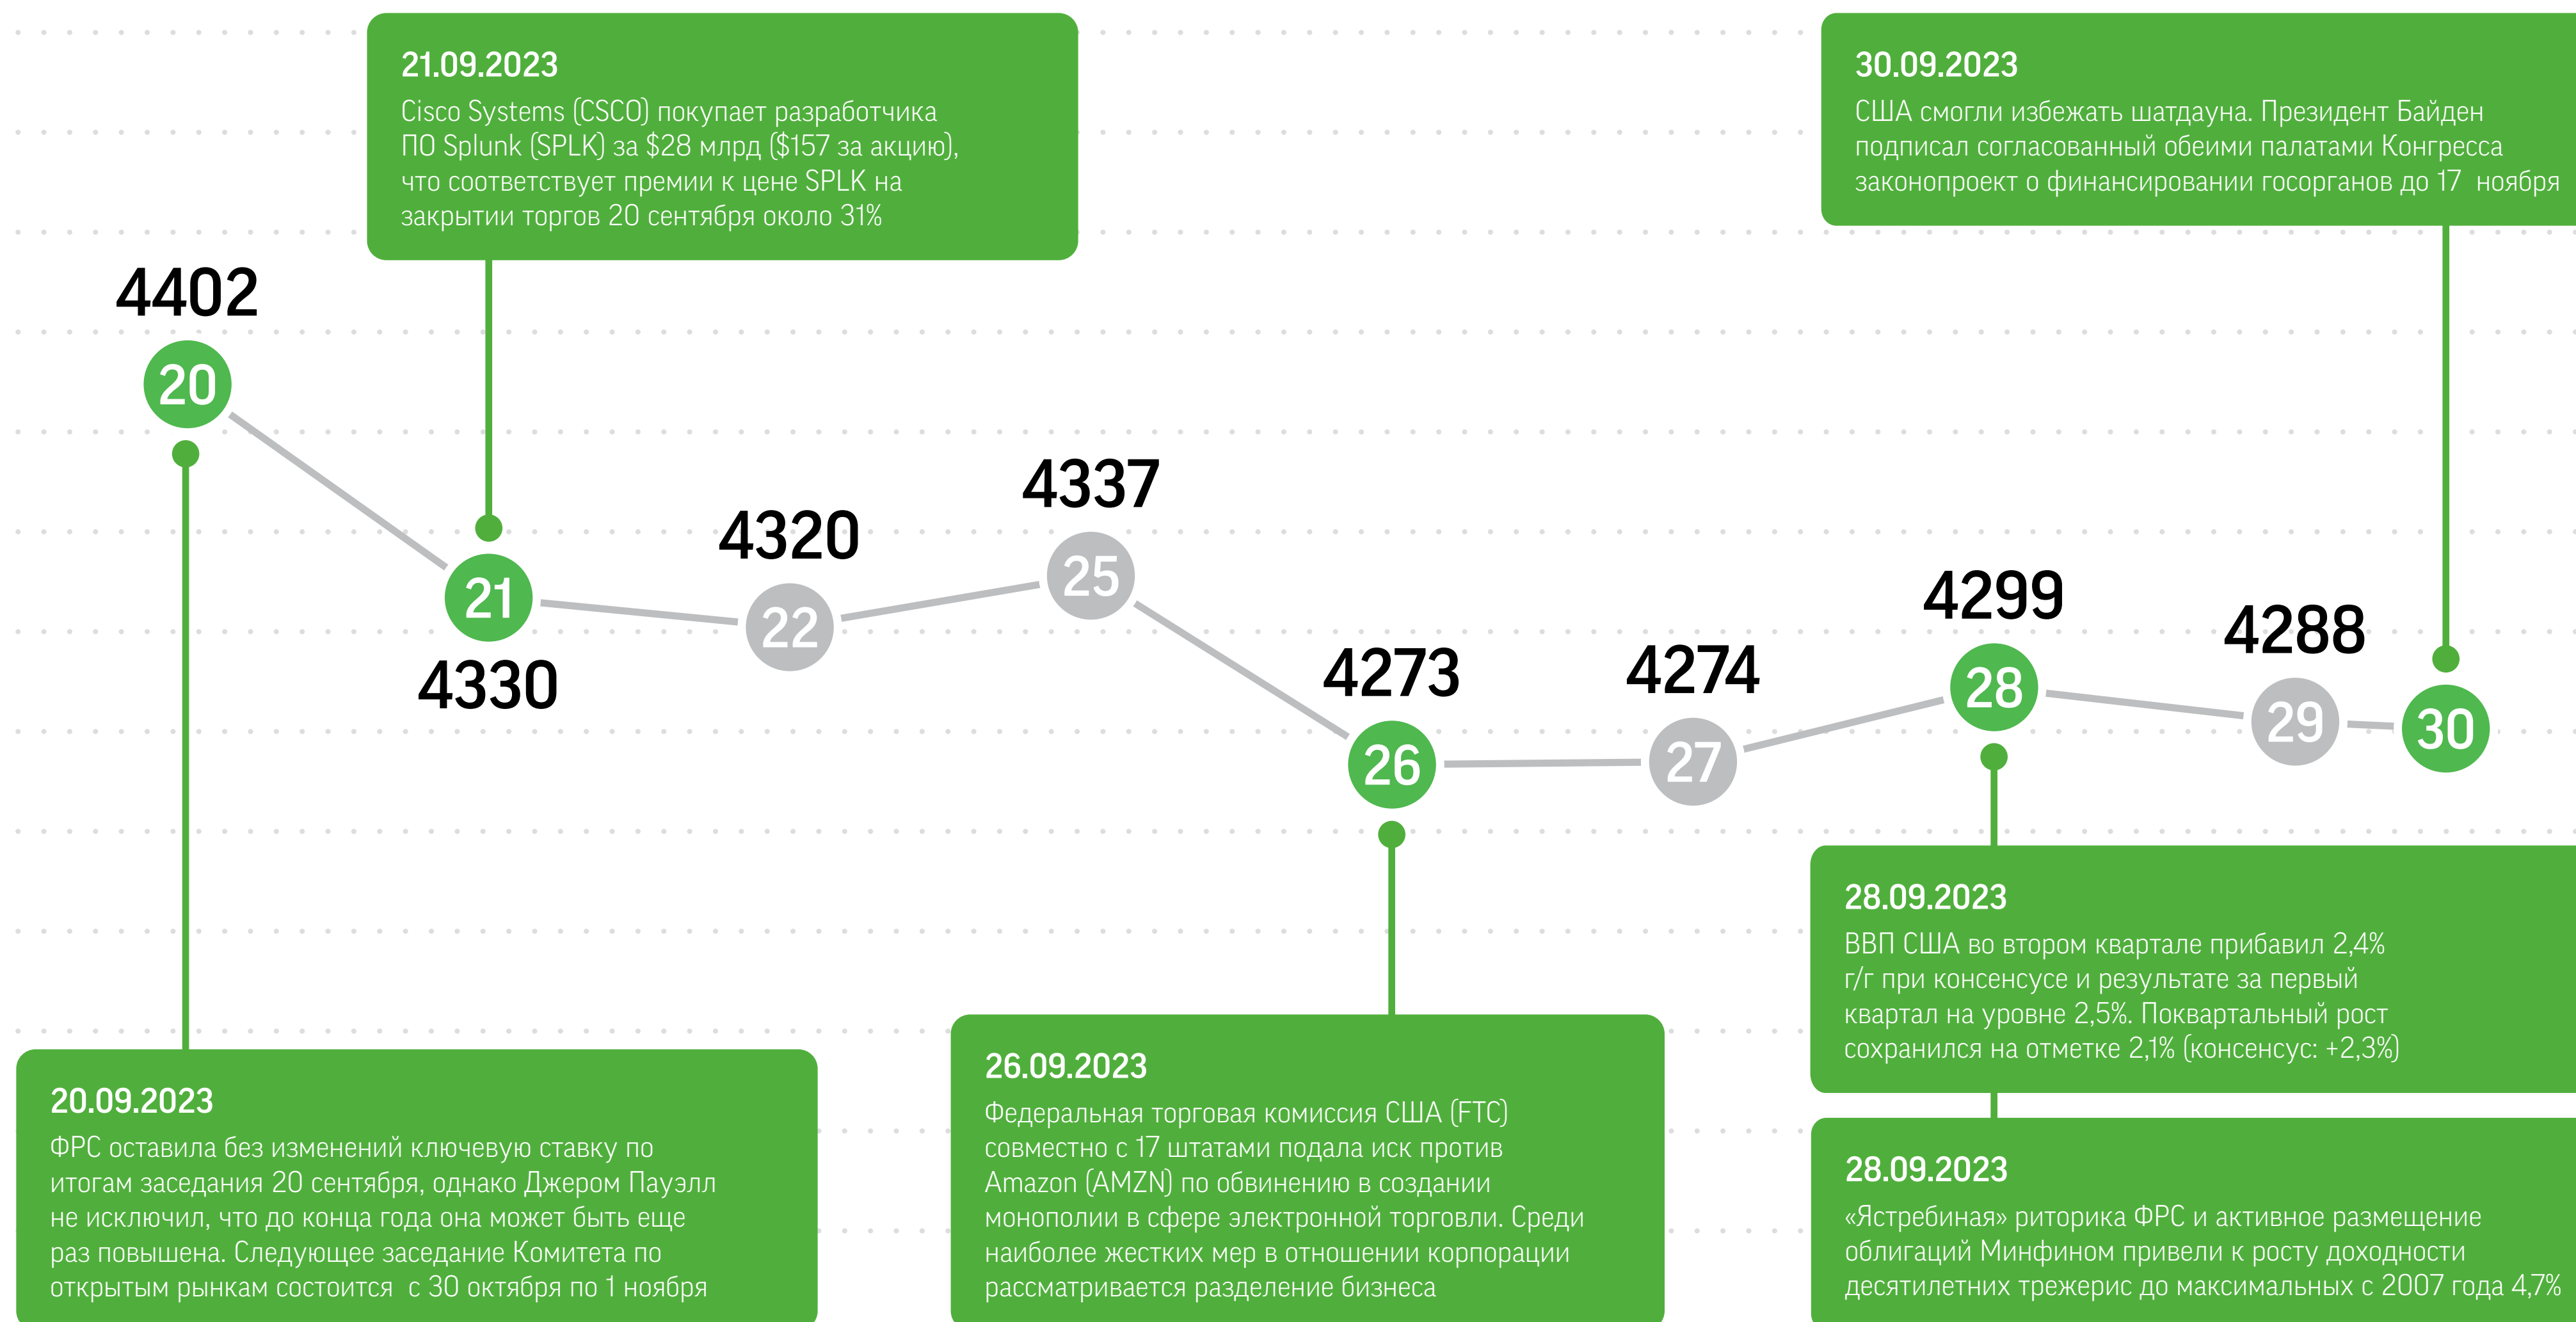 21.09.2023
Cisco Systems (CSCO) покупает разработчика
ПО Splunk (SPLK) за $28 млрд ($157 за акцию),
что соответствует премии к цене SPLK на
закрытии торгов 20 сентября около 31%
30.09.2023
США смогли избежать шатдауна. Президент Байден
подписал согласованный обеими палатами Конгресса
законопроект о финансировании госорганов до 17 ноября
4402
20
21
4330
4320
22
4337
25
4273
26
4274
27
4299
28
4288
29
30
20.09.2023
ФРС оставила без изменений ключевую ставку по
итогам заседания 20 сентября, однако Джером Пауэлл
не исключил, что до конца года она может быть еще
раз повышена. Следующее заседание Комитета по
открытым рынкам состоится с 30 октября по 1 ноября
26.09.2023
Федеральная торговая комиссия США (FTC)
совместно с 17 штатами подала иск против
Amazon (AMZN) по обвинению в создании
монополии в сфере электронной торговли. Среди
наиболее жестких мер в отношении корпорации
рассматривается разделение бизнеса
28.09.2023
ВВП США во втором квартале прибавил 2,4%
г/г при консенсусе и результате за первый
квартал на уровне 2,5%. Поквартальный рост
сохранился на отметке 2,1% (консенсус: +2,3%)
28.09.2023
«Ястребиная» риторика ФРС и активное размещение
облигаций Минфином привели к росту доходности
десятилетних трежерис до максимальных с 2007 года 4,7%